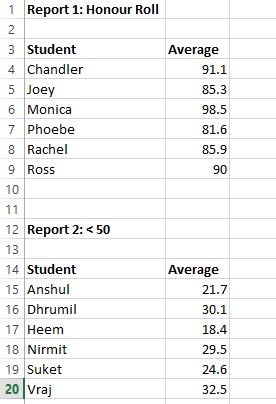 1 Report 1: Honour Roll
2
3 Student Average
4 Chandler 91.1
5 Joey 85.3
6 Monica 98.5
7 Phoebe 81.6
8 Rachel 85.9
9 Ross 90
10
11
12 Report 2: < 50
13
14 Student Average
15 Anshul 21.7
16 Dhrumil 30.1
17 Heem 18.4
18 Nirmit 29.5
19 Suket 24.6
20 Vraj 32.5